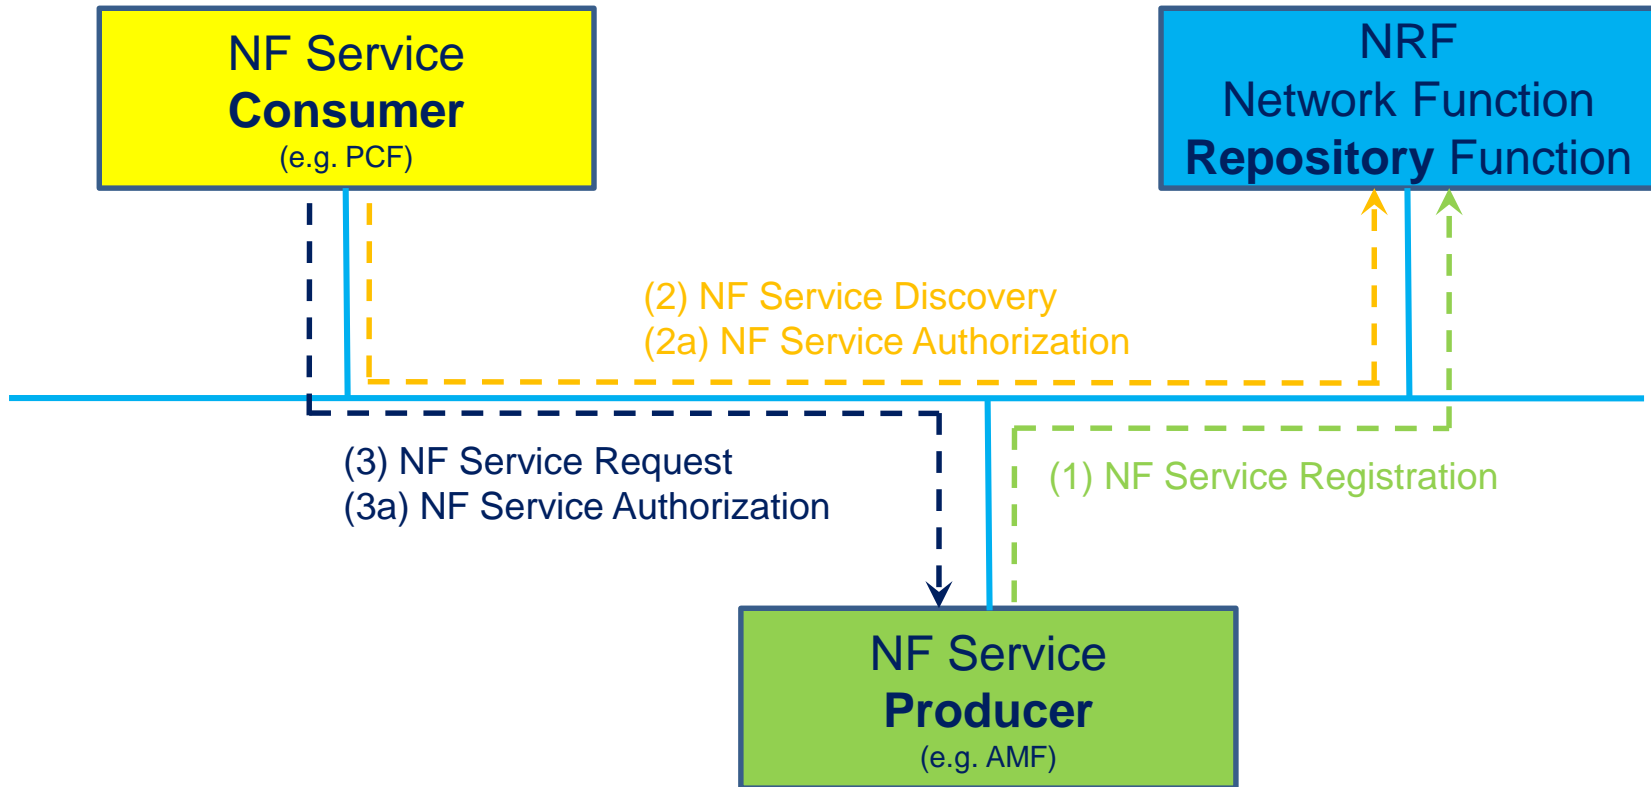 NF Service
Consumer
(e.g. PCF)
NRF
Network Function
Repository Function
(2) NF Service Discovery
(2a) NF Service Authorization
(3) NF Service Request
(3a) NF Service Authorization
(1) NF Service Registration
NF Service
Producer
(e.g. AMF)